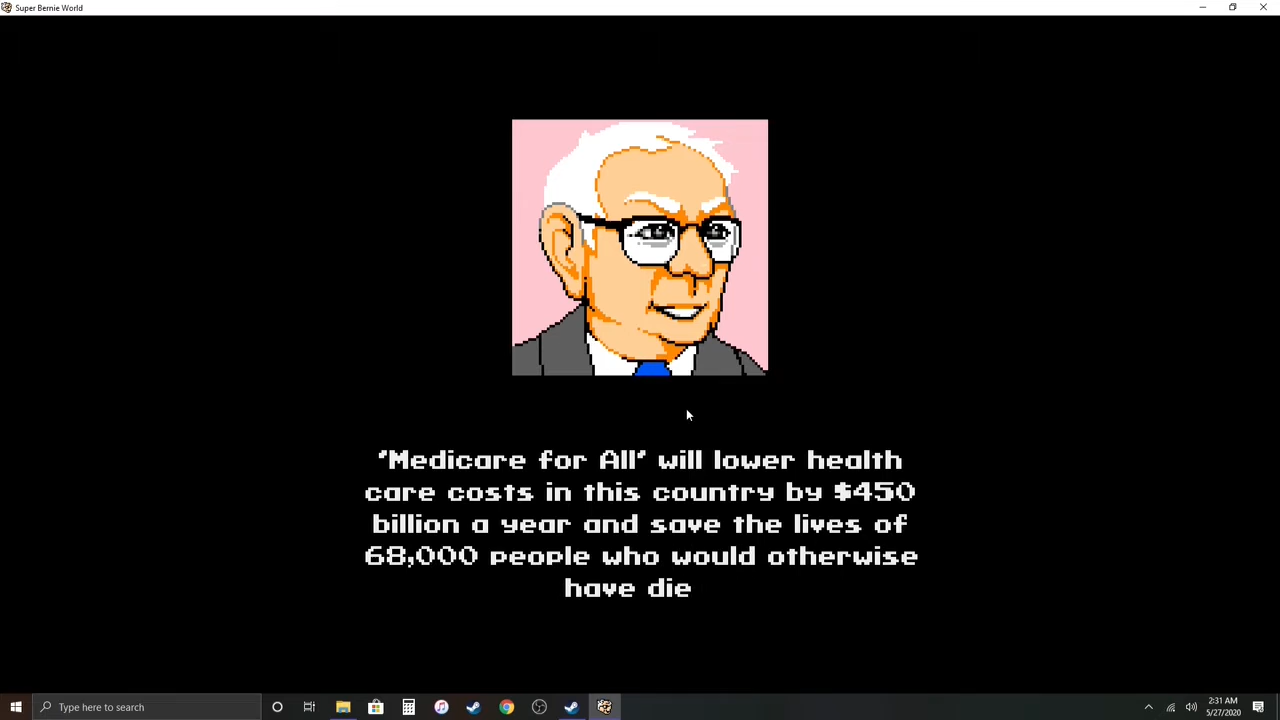 Super Bernie World
'Medicare for All' will lower health
care costs in this country by $450
billion a year and save the lives of
68,000 people who would otherwise
have die
Type here to search
2:31 AM
5/27/2020